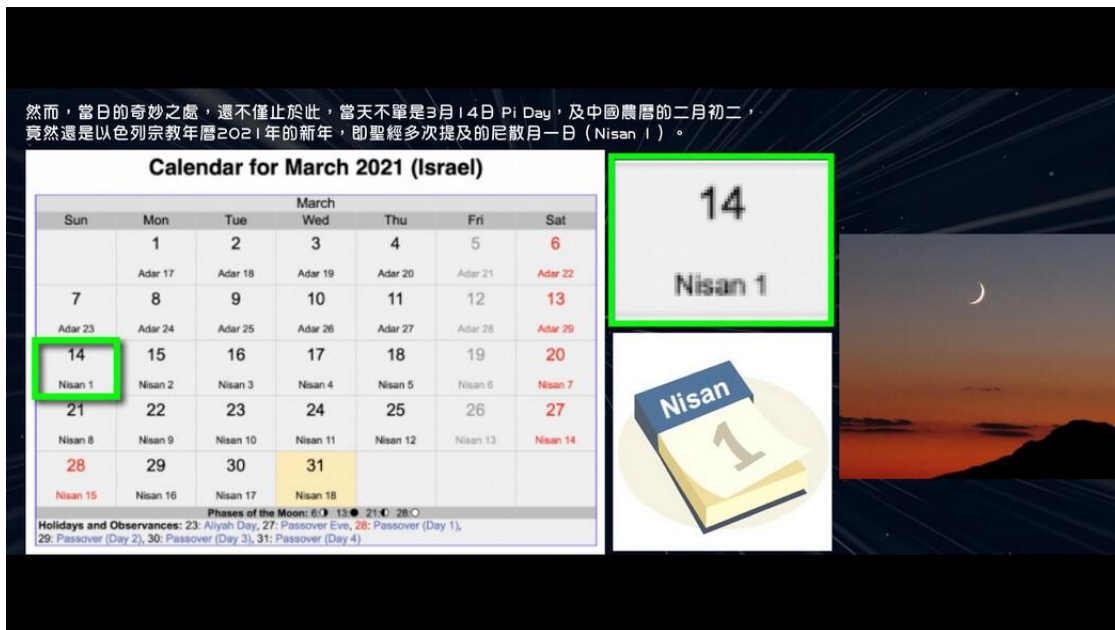 然而，當日的奇妙之處，還不僅止於此，當天不單是3月14日 Pi Day，及中國農曆的二月初二，
竟然還是以色列宗教年曆2021年的新年，即聖經多次提及的尼散月一日（Nisan 1）。
Calendar for March 2021 (Israel)
March
Sun Mon Tue Wed Thu Fri Sat
1 2 3 4 5 6
Adar 17 Adar 18 Adar 19 Adar 20 Adar 21 Adar 22
7 8 9 10 11 12 13
Adar 23 Adar 24 Adar 25 Adar 26 Adar 27 Adar 28 Adar 29
14 15 16 17 18 19 20
Nisan 1 Nisan 2 Nisan 3 Nisan 4 Nisan 5 Nisan 6 Nisan 7
21 22 23 24 25 26 27
Nisan 8 Nisan 9 Nisan 10 Nisan 11 Nisan 12 Nisan 13 Nisan 14
28 29 30 31
Nisan 15 Nisan 16 Nisan 17 Nisan 18
Phases of the Moon: 6:◑ 13:● 21:◐ 28:○
Holidays and Observances: 23: Aliyah Day, 27: Passover Eve, 28: Passover (Day 1),
29: Passover (Day 2), 30: Passover (Day 3), 31: Passover (Day 4)
14
Nisan 1
Nisan
1